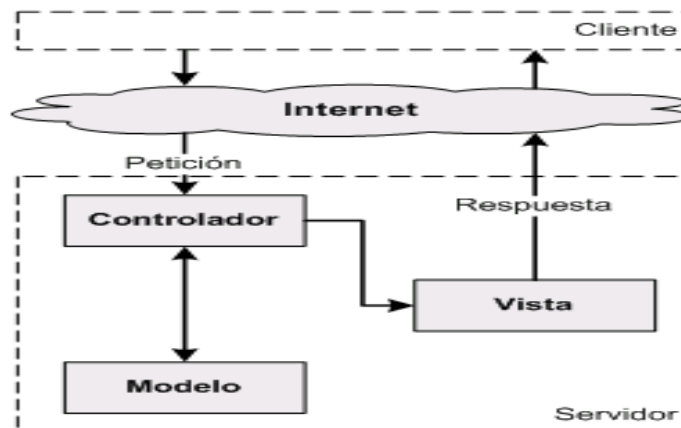 Cliente
Internet
Petición
Controlador
Respuesta
Vista
Modelo
Servidor